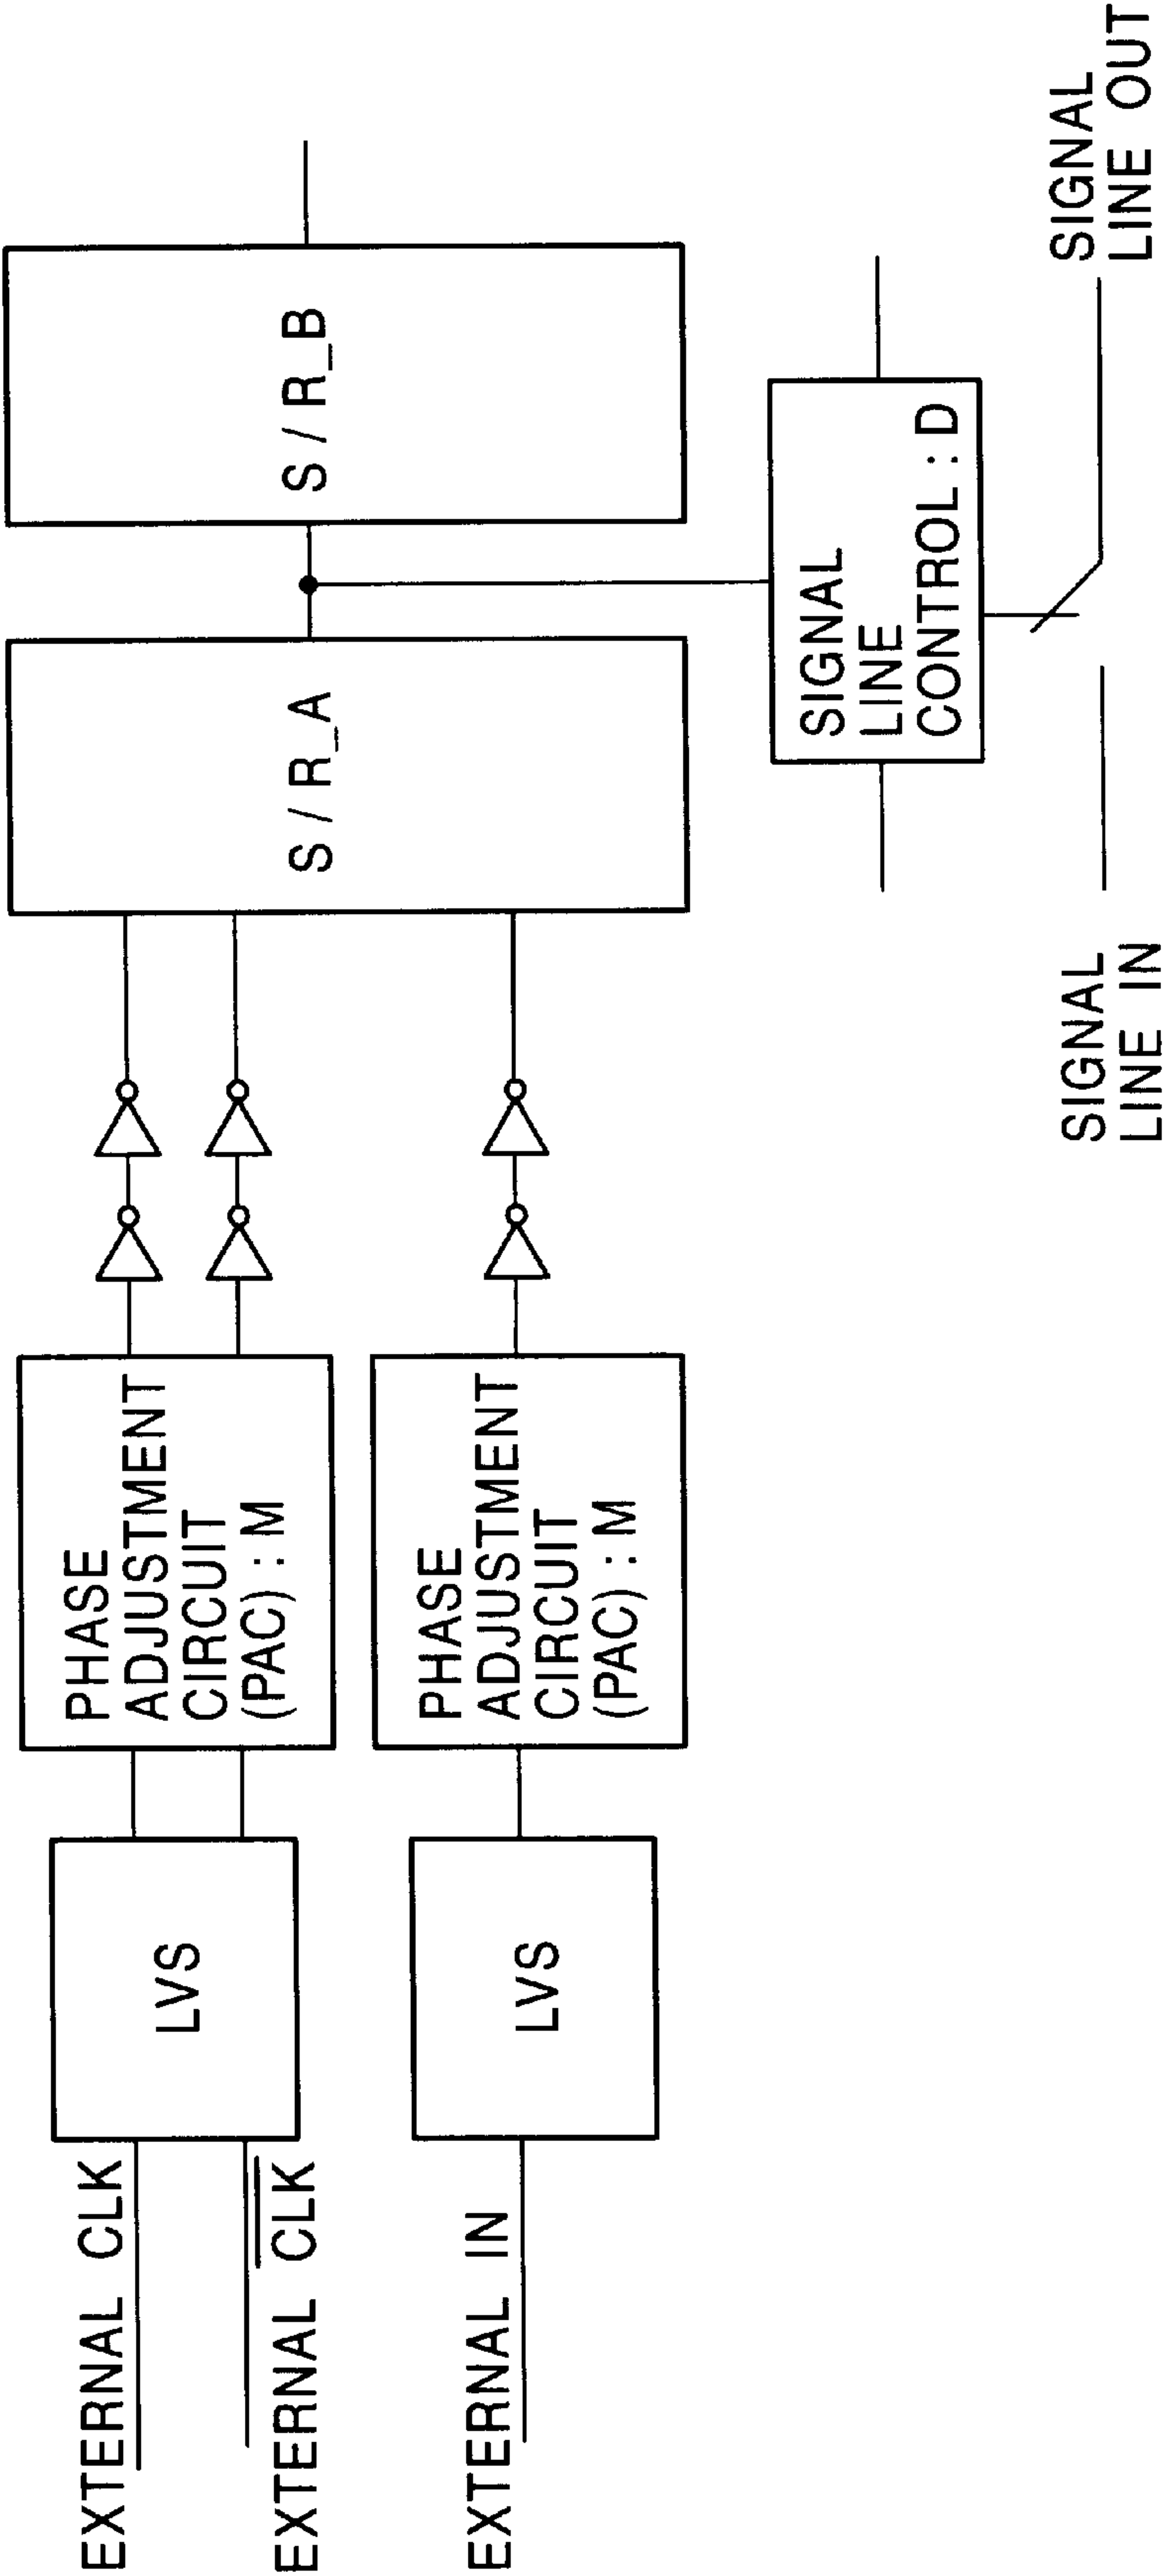 EXTERNAL CLK
EXTERNAL C̅L̅K̅
EXTERNAL IN
LVS
LVS
PHASE
ADJUSTMENT
CIRCUIT
(PAC) : M
PHASE
ADJUSTMENT
CIRCUIT
(PAC) : M
S / R_A
S / R_B
SIGNAL
LINE
CONTROL : D
SIGNAL
LINE IN
SIGNAL
LINE OUT